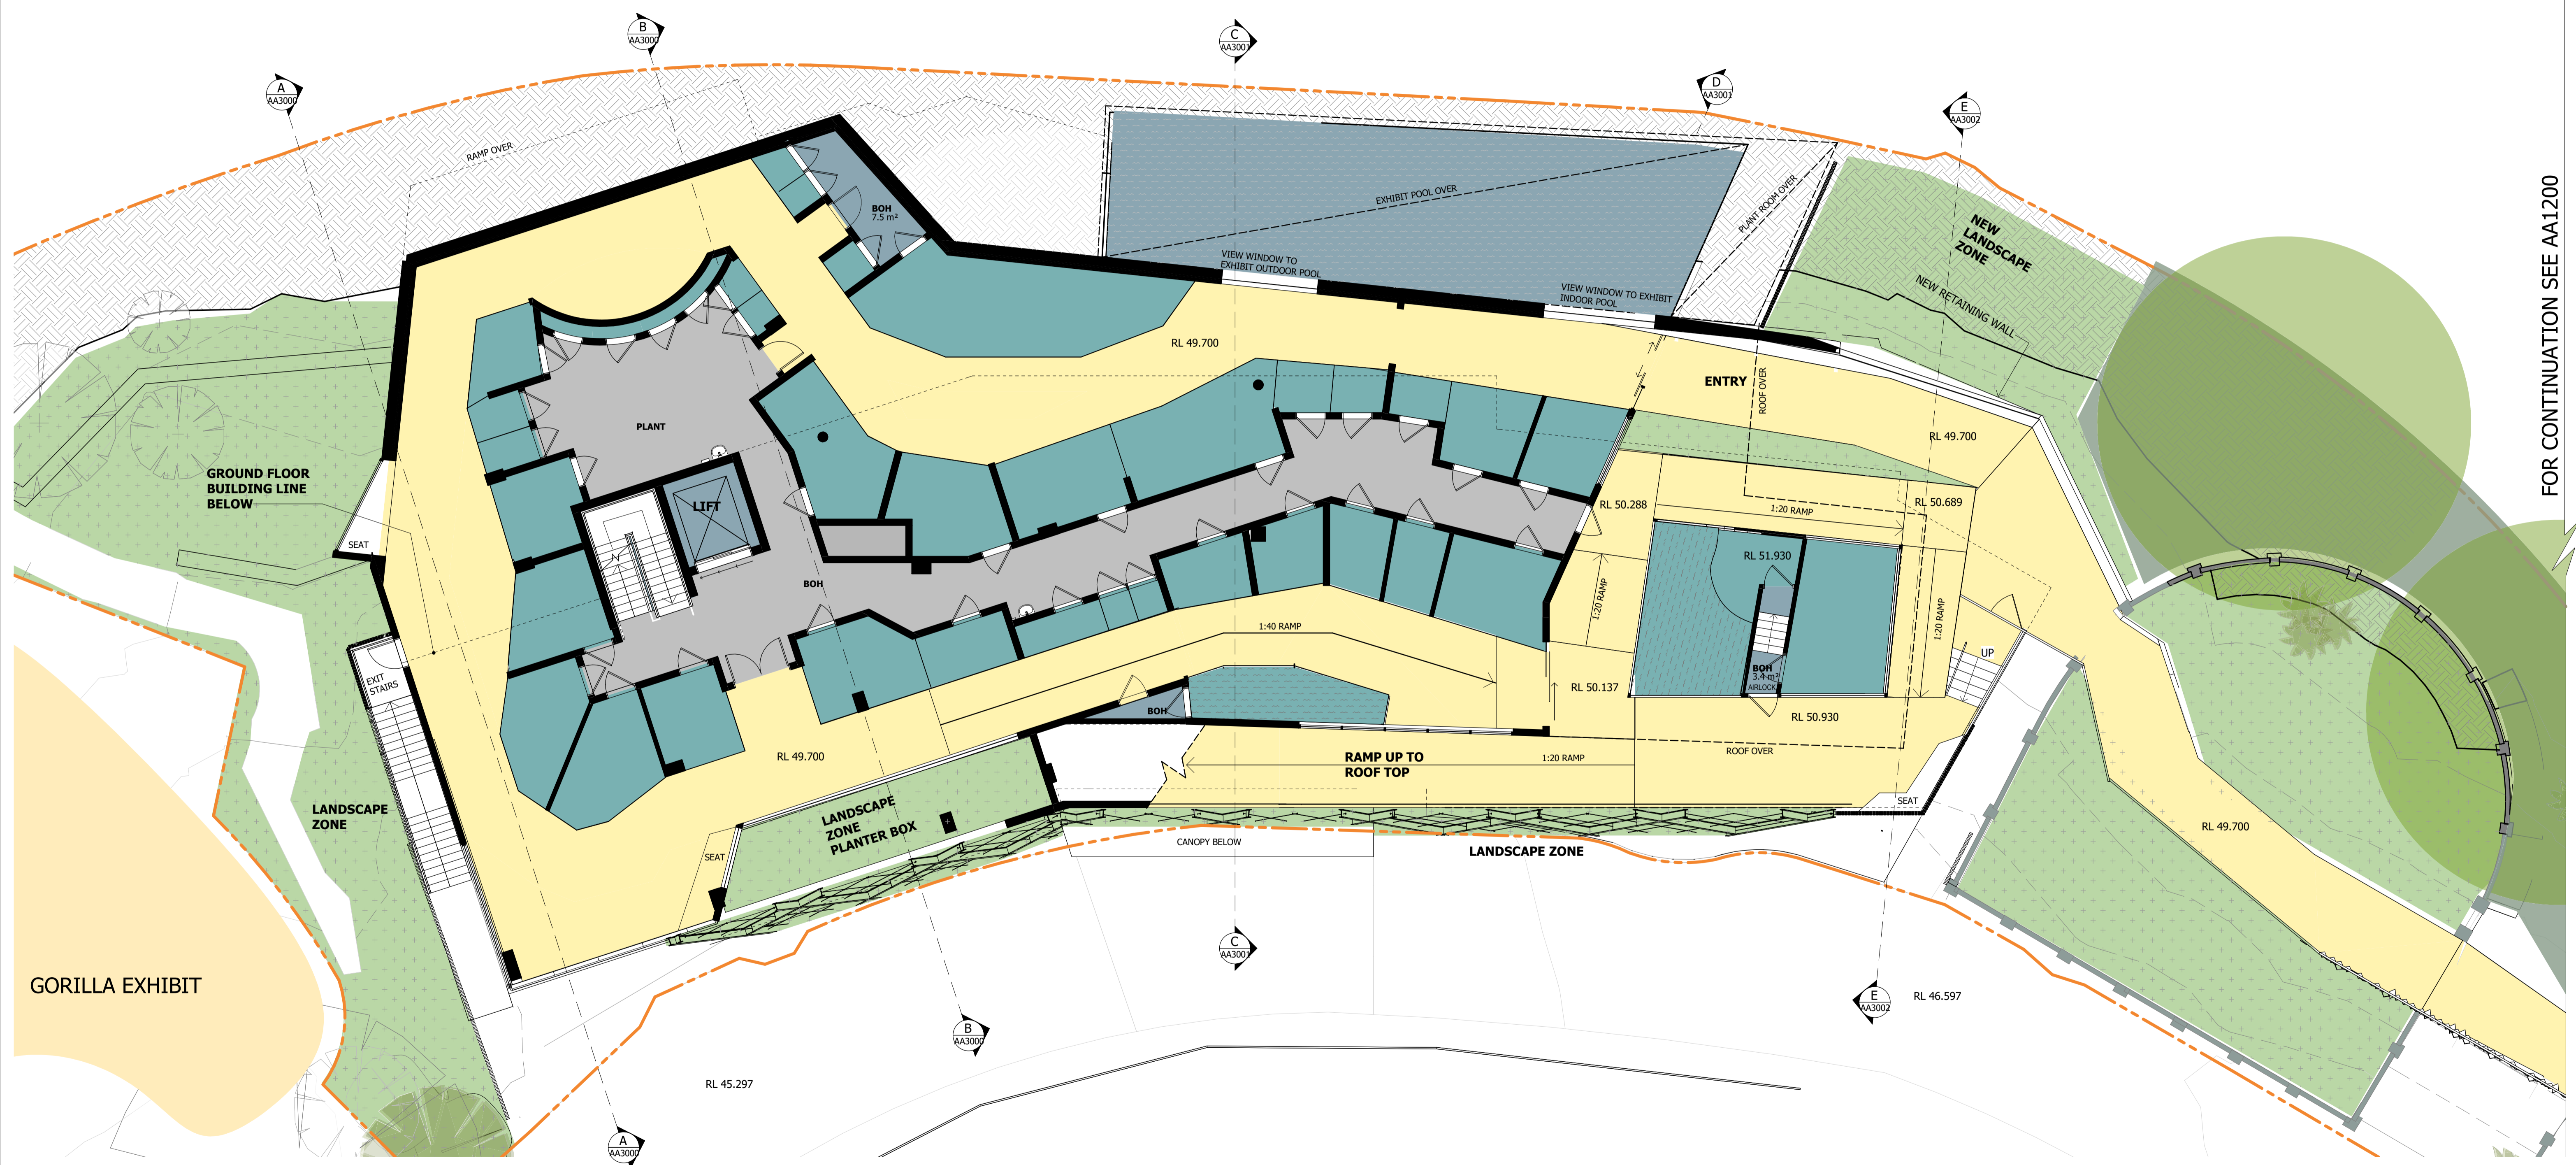 B
AA3000
C
AA3001
A
AA3000
D
AA3001
E
AA3002
RAMP OVER
BOH
7.5 m²
EXHIBIT POOL OVER
PLANT ROOM OVER
NEW
LANDSCAPE
ZONE
FOR CONTINUATION SEE AA1200
VIEW WINDOW TO
EXHIBIT OUTDOOR POOL
VIEW WINDOW TO EXHIBIT
INDOOR POOL
NEW RETAINING WALL
RL 49.700
ENTRY
ROOF OVER
PLANT
RL 49.700
GROUND FLOOR
BUILDING LINE
BELOW
LIFT
RL 50.288
1:20 RAMP
RL 50.689
SEAT
BOH
RL 51.930
1:20 RAMP
1:20 RAMP
1:40 RAMP
UP
EXIT
STAIRS
BOH
3.4 m²
AIRLOCK
RL 50.137
BOH
RL 50.930
RL 49.700
RAMP UP TO
ROOF TOP
1:20 RAMP
ROOF OVER
LANDSCAPE
ZONE
LANDSCAPE
ZONE
PLANTER BOX
SEAT
RL 49.700
SEAT
CANOPY BELOW
LANDSCAPE ZONE
GORILLA EXHIBIT
C
AA3001
E
AA3002
RL 46.597
B
AA3000
RL 45.297
A
AA3000